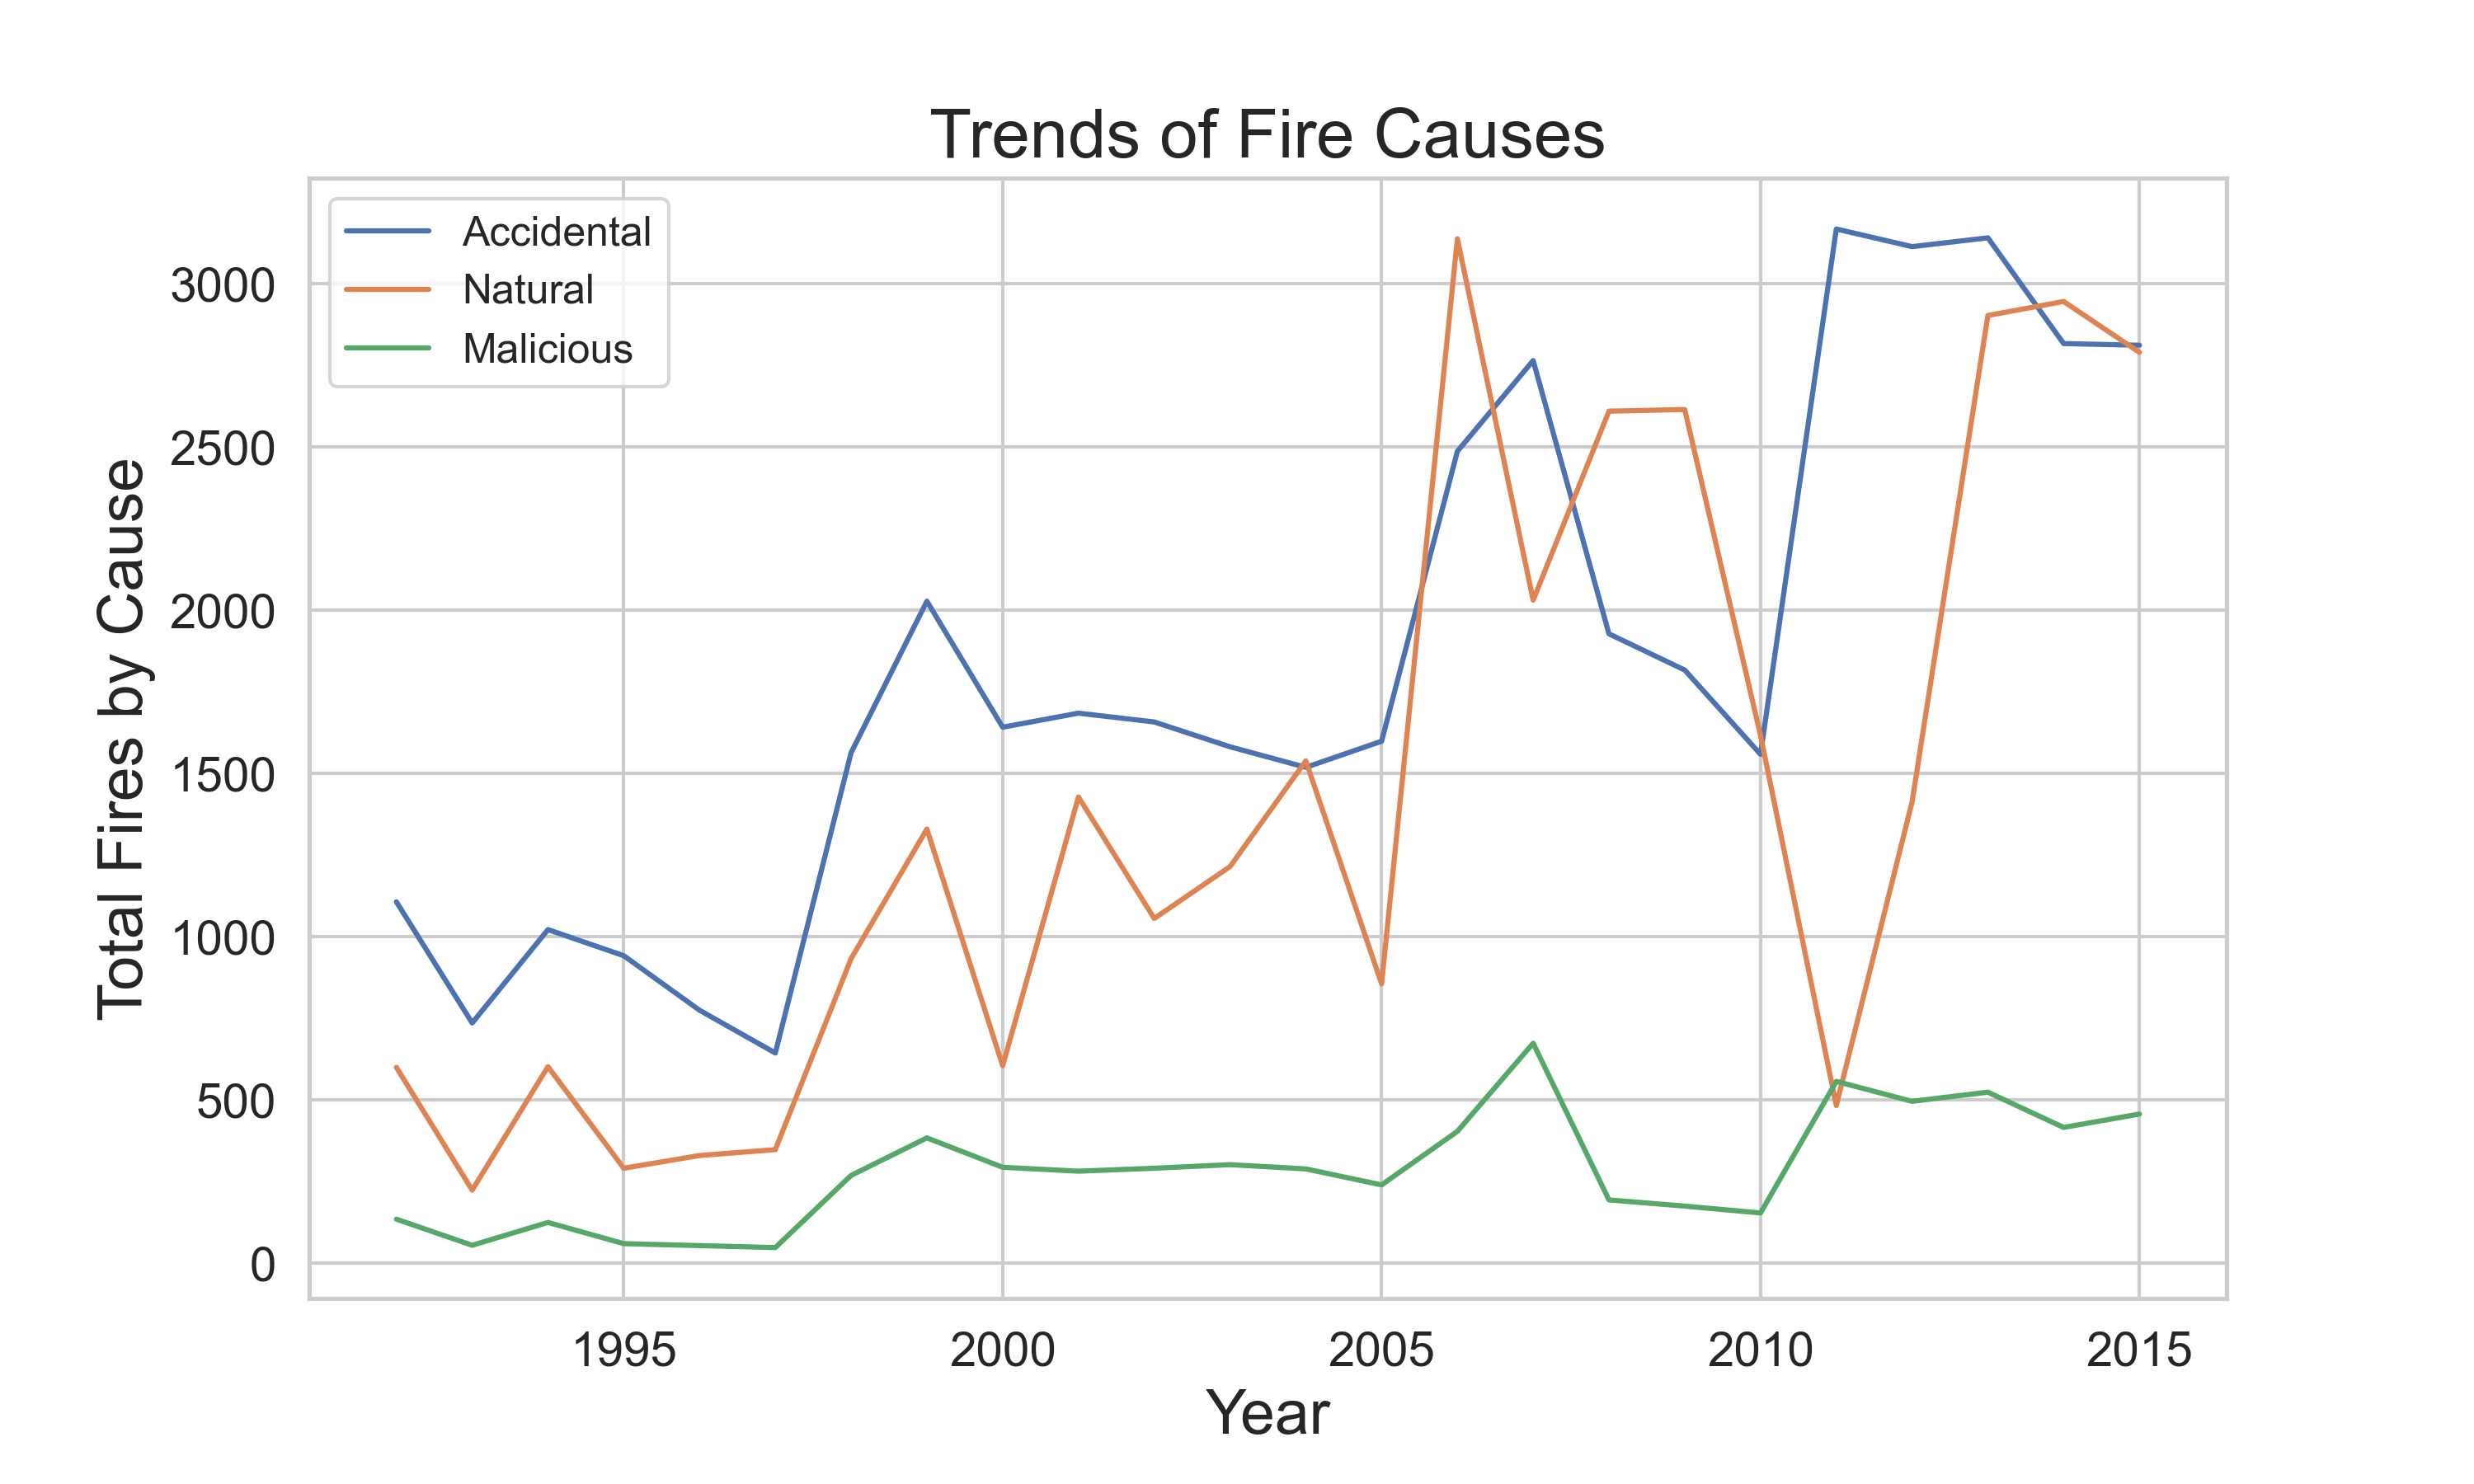 Trends of Fire Causes
Accidental
Natural
Malicious
Total Fires by Cause
3000
2500
2000
1500
1000
500
0
1995 2000 2005 2010 2015
Year